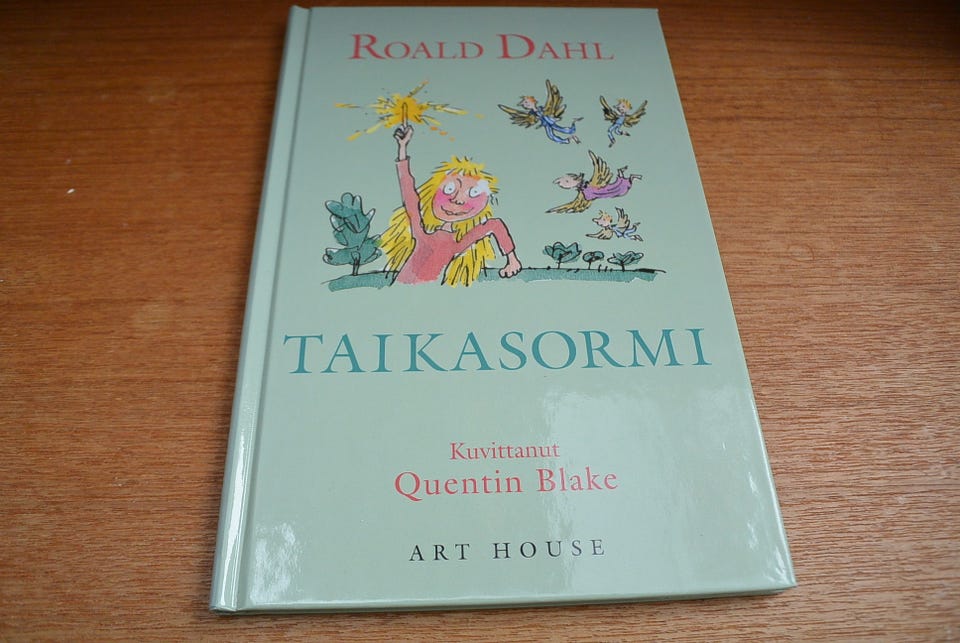 ROALD DAHL
TAIKASORMI
Kuvittanut
Quentin Blake
ART HOUSE